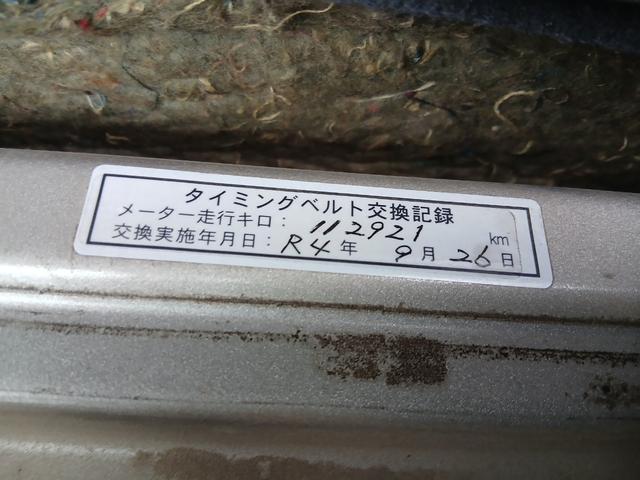 タイミングベルト交換記録
メーター走行キロ： 112921 km
交換実施年月日： R4年 9月 26日